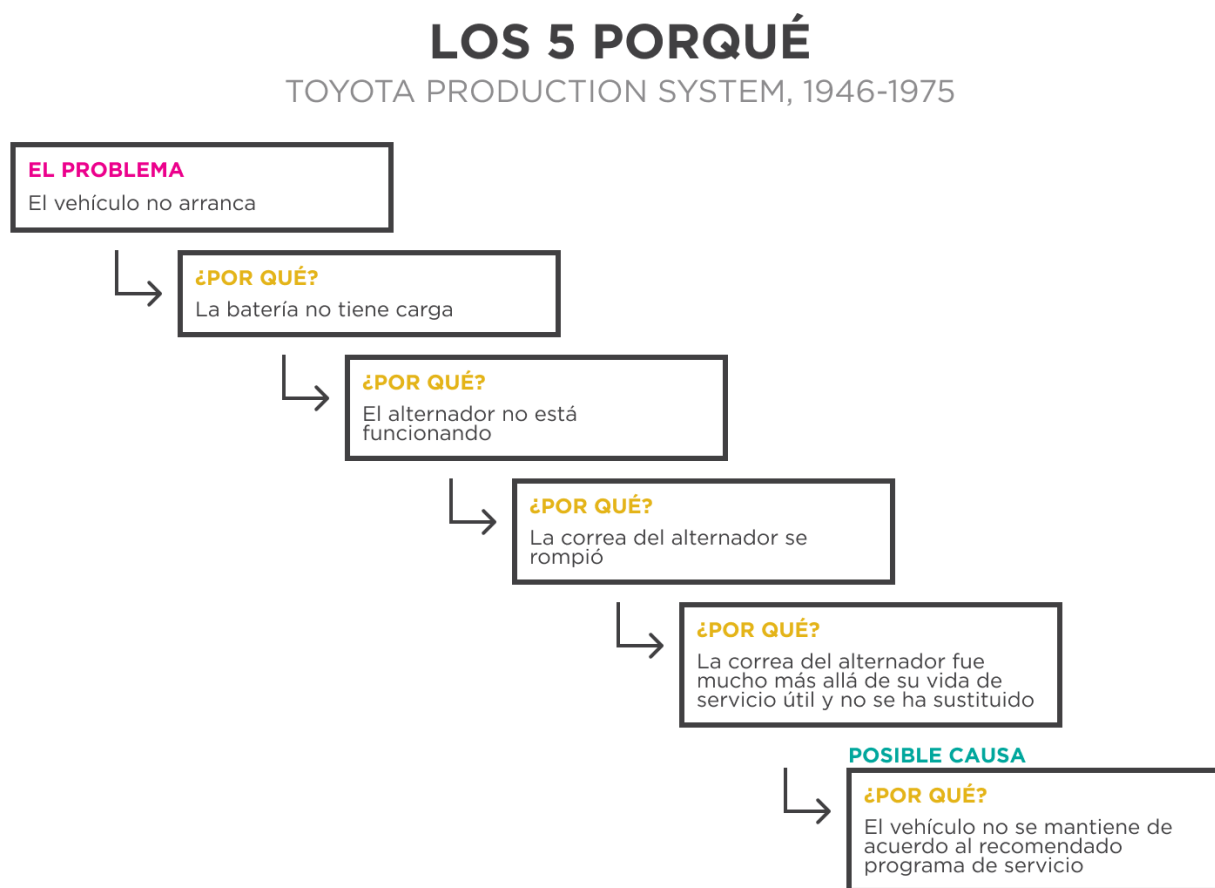 LOS 5 PORQUÉ
TOYOTA PRODUCTION SYSTEM, 1946-1975
EL PROBLEMA
El vehículo no arranca
¿POR QUÉ?
La batería no tiene carga
¿POR QUÉ?
El alternador no está
funcionando
¿POR QUÉ?
La correa del alternador se
rompió
¿POR QUÉ?
La correa del alternador fue
mucho más allá de su vida de
servicio útil y no se ha sustituido
POSIBLE CAUSA
¿POR QUÉ?
El vehículo no se mantiene de
acuerdo al recomendado
programa de servicio